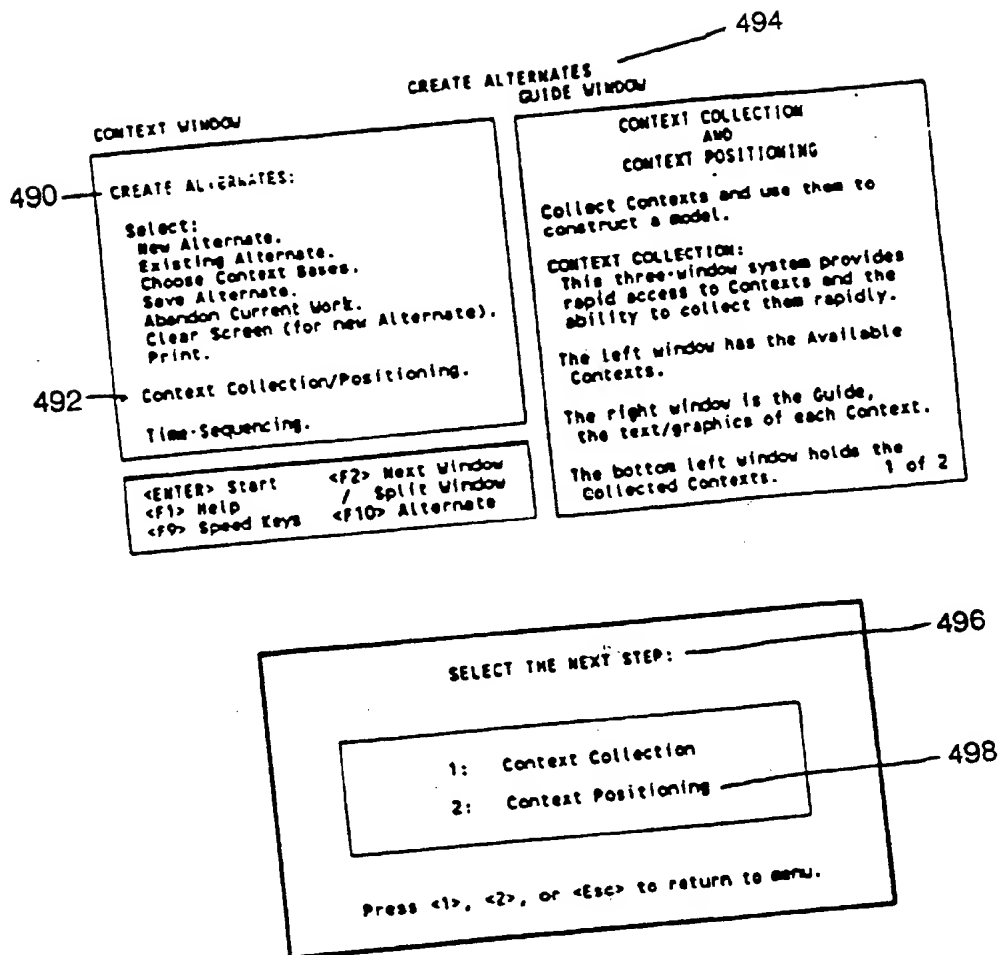 494
CREATE ALTERNATES
CONTEXT WINDOW
490
CREATE ALTERNATES:
Select:
New Alternate.
Existing Alternate.
Choose Context Bases.
Save Alternate.
Abandon Current Work.
Clear Screen (for new Alternate).
Print.
492
Context Collection/Positioning.
Time-Sequencing.
<ENTER> Start <F2> Next Window
<F1> Help / Split Window
<F9> Speed Keys <F10> Alternate
GUIDE WINDOW
CONTEXT COLLECTION
AND
CONTEXT POSITIONING
Collect Contexts and use them to
construct a model.
CONTEXT COLLECTION:
This three-window system provides
rapid access to Contexts and the
ability to collect them rapidly.
The left window has the Available
Contexts.
The right window is the Guide,
the text/graphics of each Context.
The bottom left window holds the
Collected Contexts. 1 of 2
SELECT THE NEXT STEP:
496
1: Context Collection
2: Context Positioning
498
Press <1>, <2>, or <Esc> to return to menu.